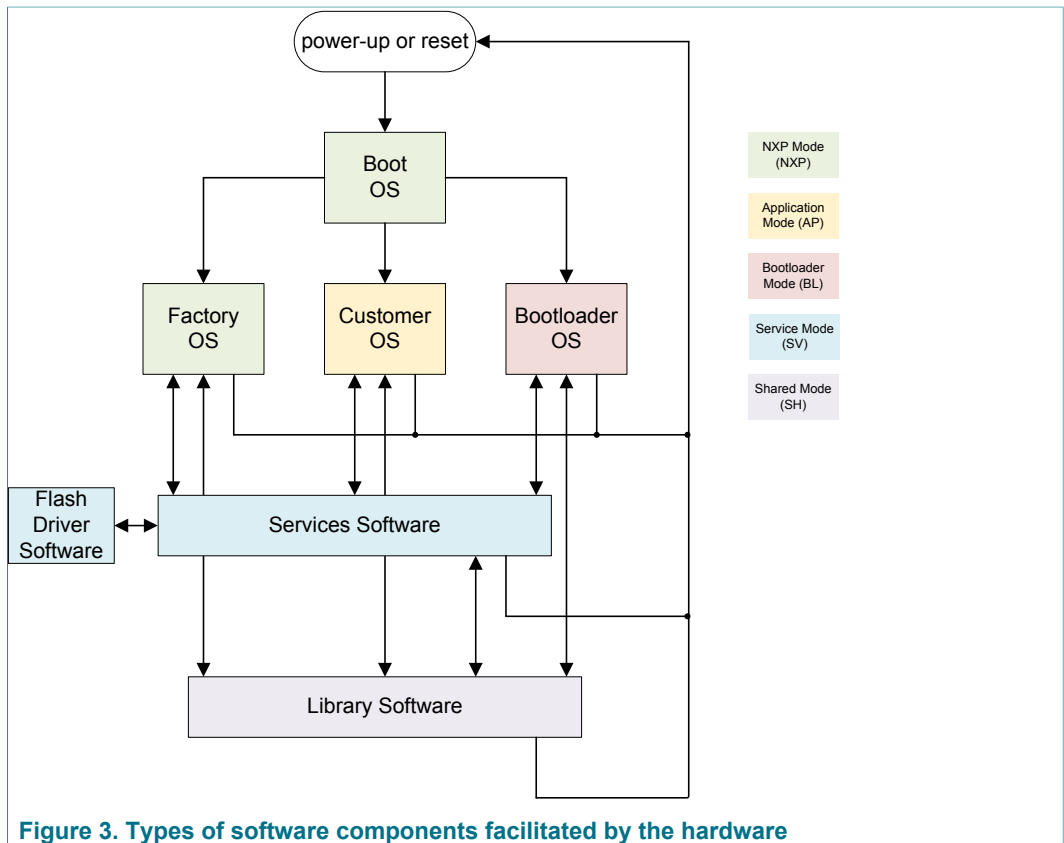 power-up or reset
Boot
OS
NXP Mode
(NXP)
Application
Mode (AP)
Bootloader
Mode (BL)
Service Mode
(SV)
Shared Mode
(SH)
Factory
OS
Customer
OS
Bootloader
OS
Flash
Driver
Software
Services Software
Library Software
Figure 3. Types of software components facilitated by the hardware